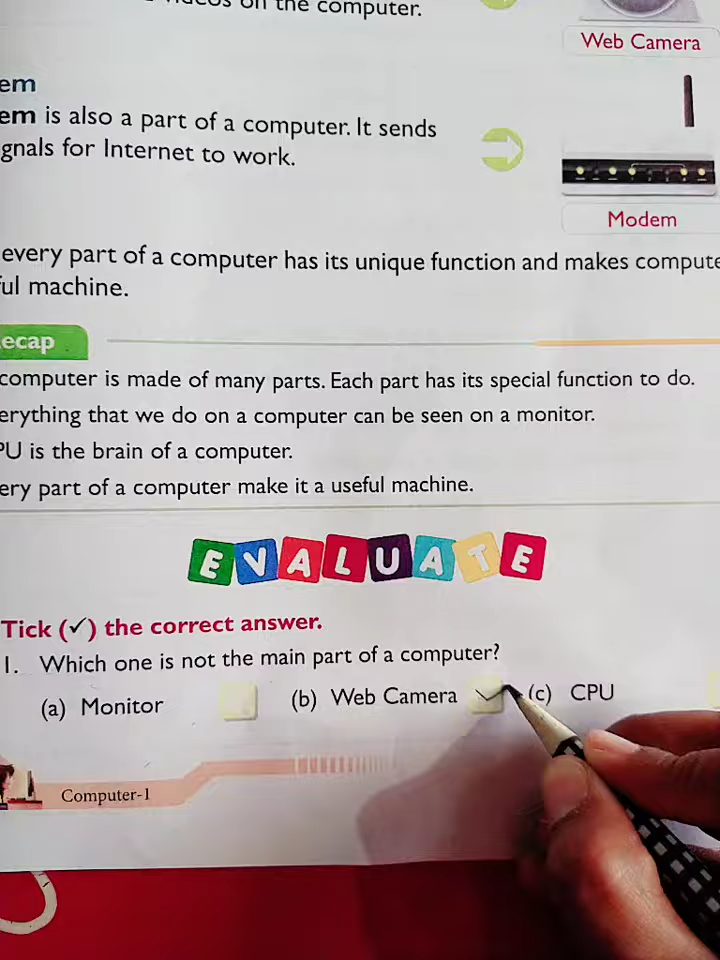 on the computer.
Web Camera
em
em is also a part of a computer. It sends
gnals for Internet to work.
Modem
every part of a computer has its unique function and makes compute
ful machine.
ecap
computer is made of many parts. Each part has its special function to do.
erything that we do on a computer can be seen on a monitor.
PU is the brain of a computer.
ery part of a computer make it a useful machine.
EVALUATE
Tick (✓) the correct answer.
1. Which one is not the main part of a computer?
(a) Monitor (b) Web Camera ✓ (c) CPU
Computer-1